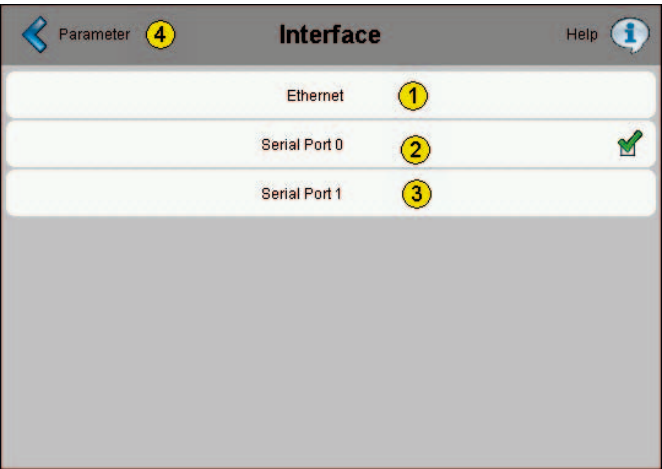 Parameter 4 Interface Help i
Ethernet 1
Serial Port 0 2
Serial Port 1 3